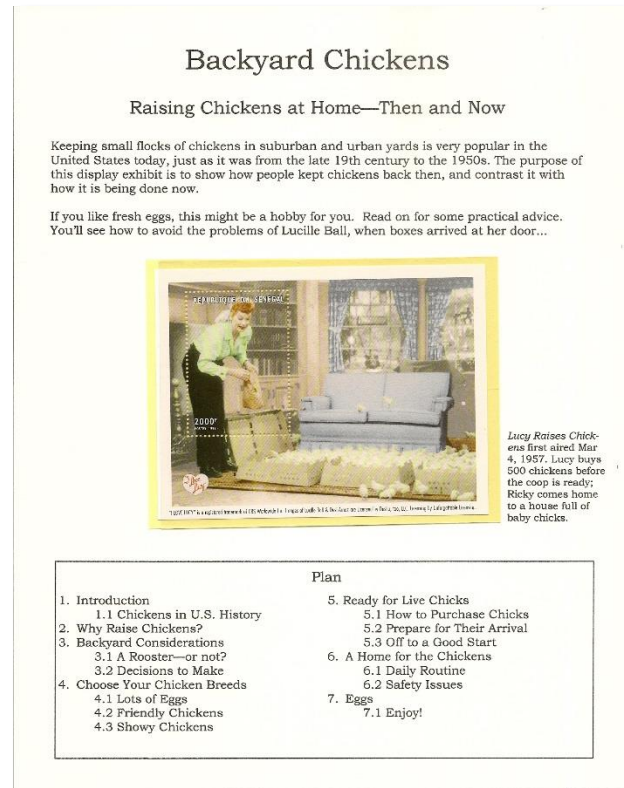 Backyard Chickens
Raising Chickens at Home—Then and Now
Keeping small flocks of chickens in suburban and urban yards is very popular in the
United States today, just as it was from the late 19th century to the 1950s. The purpose of
this display exhibit is to show how people kept chickens back then, and contrast it with
how it is being done now.
If you like fresh eggs, this might be a hobby for you. Read on for some practical advice.
You'll see how to avoid the problems of Lucille Ball, when boxes arrived at her door...
REPUBLIQUE DU SENEGAL
2000F
"I LOVE LUCY" is a registered trademark of CBS Worldwide
Lucy Raises Chick-
ens first aired Mar
4, 1957. Lucy buys
500 chickens before
the coop is ready;
Ricky comes home
to a house full of
baby chicks.
Plan
1. Introduction
1.1 Chickens in U.S. History
2. Why Raise Chickens?
3. Backyard Considerations
3.1 A Rooster—or not?
3.2 Decisions to Make
4. Choose Your Chicken Breeds
4.1 Lots of Eggs
4.2 Friendly Chickens
4.3 Showy Chickens
5. Ready for Live Chicks
5.1 How to Purchase Chicks
5.2 Prepare for Their Arrival
5.3 Off to a Good Start
6. A Home for the Chickens
6.1 Daily Routine
6.2 Safety Issues
7. Eggs
7.1 Enjoy!